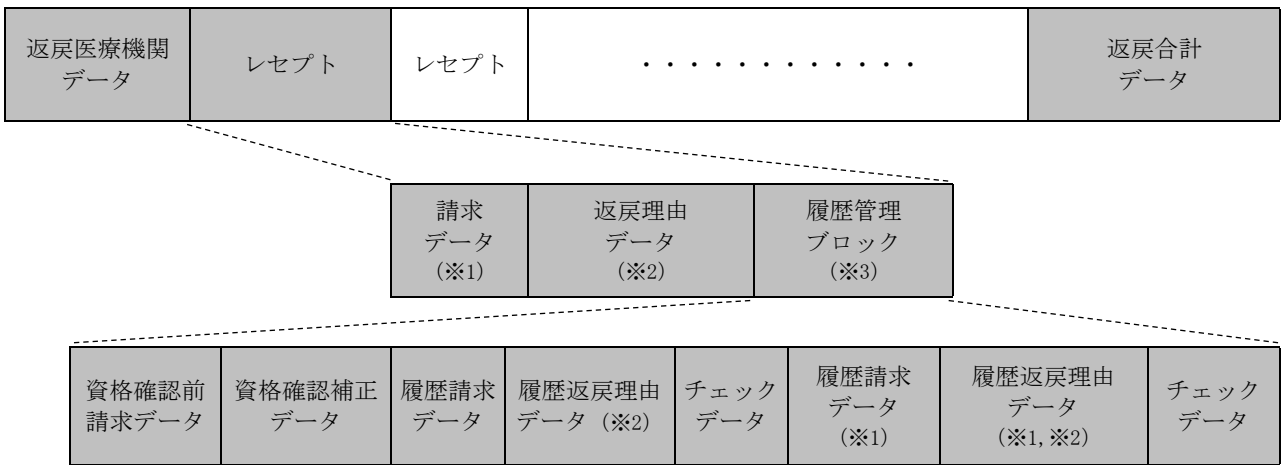 返戻医療機関
データ
レセプト
レセプト
・・・・・・・・・・・・
返戻合計
データ
請求
データ
(※1)
返戻理由
データ
(※2)
履歴管理
ブロック
(※3)
資格確認前
請求データ
資格確認補正
データ
履歴請求
データ
履歴返戻理由
データ (※2)
チェック
データ
履歴請求
データ
(※1)
履歴返戻理由
データ
(※1,※2)
チェック
データ